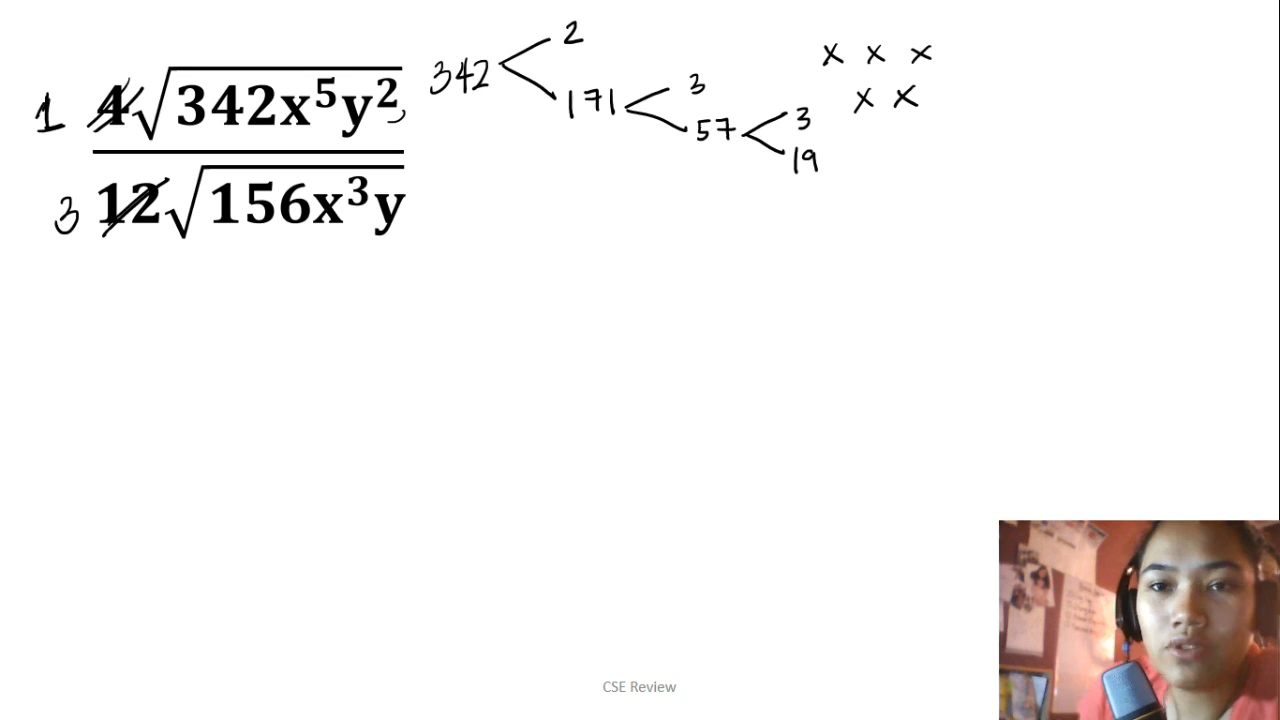 1 4√342x⁵y²
3 12√156x³y
342 2
171 3
57 3
19
x x x
x x
CSE Review